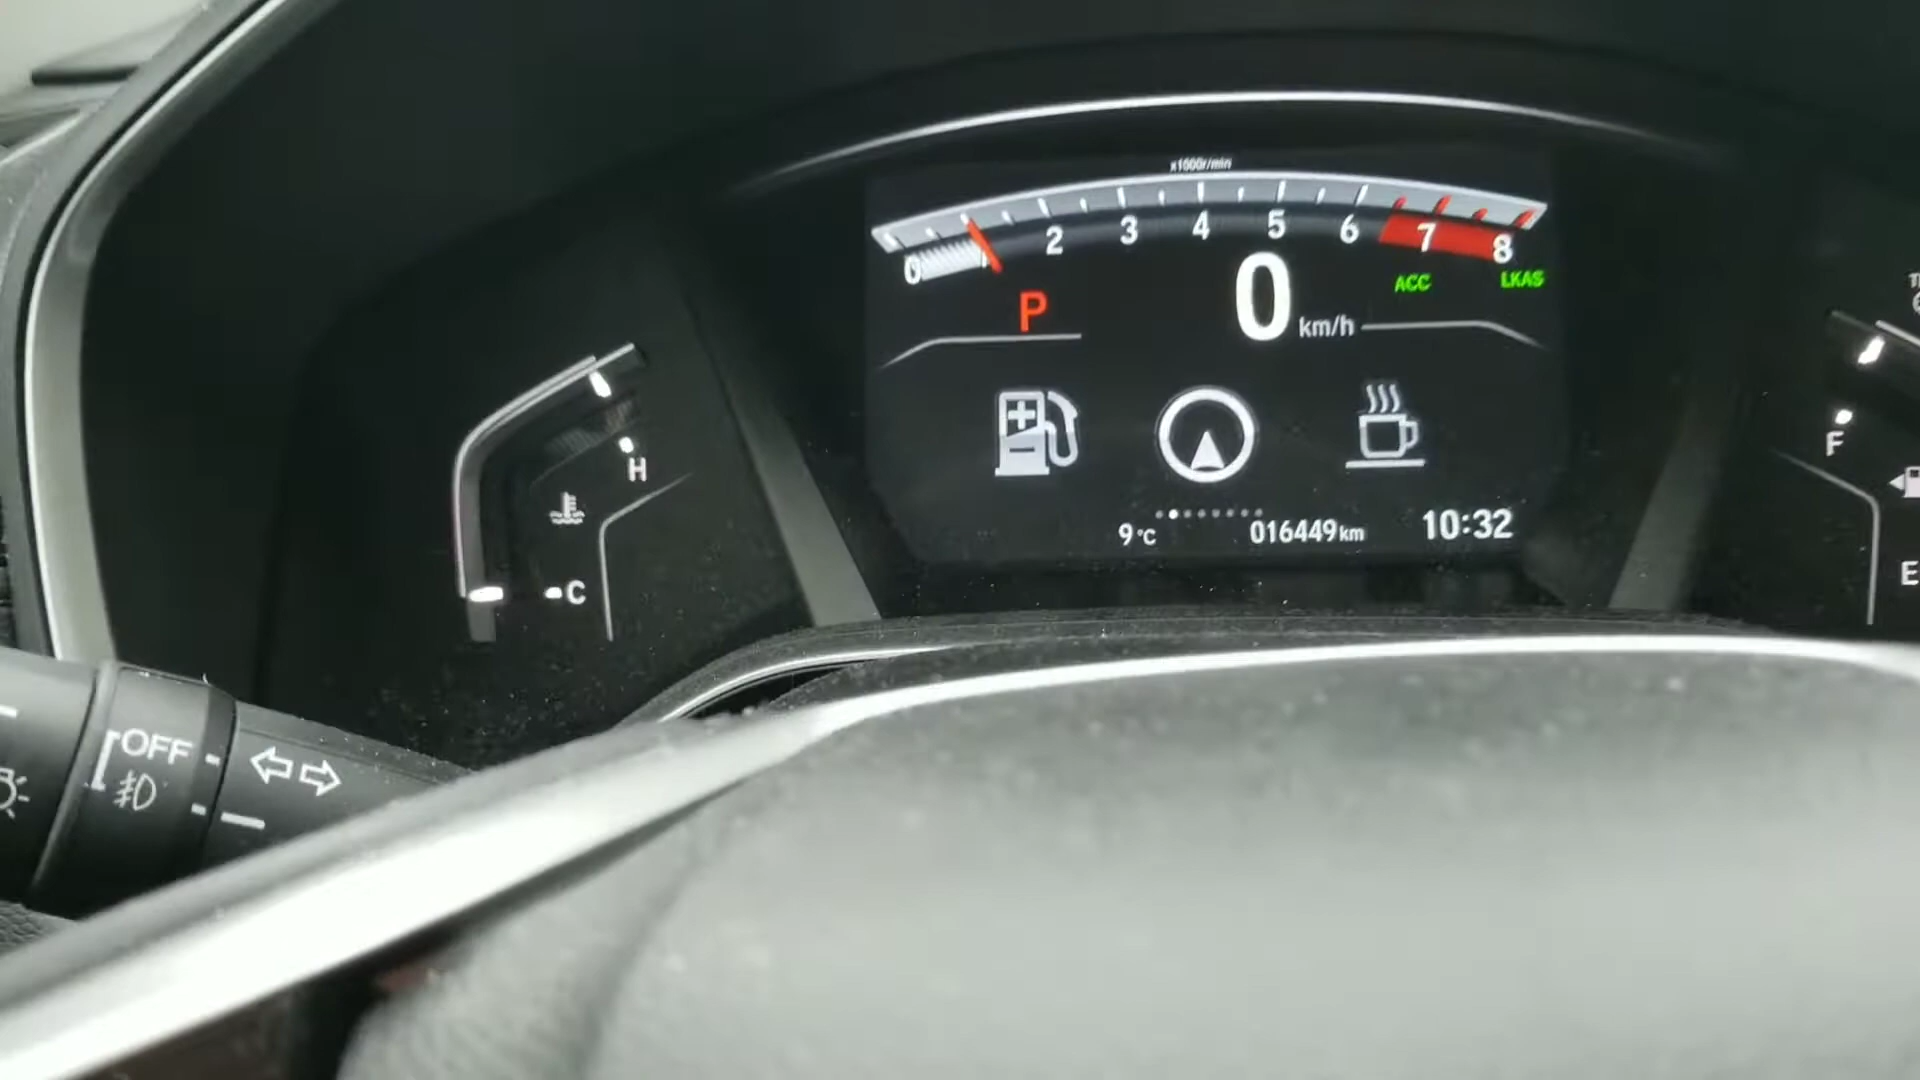 x1000r/min
0 2 3 4 5 6 7 8
P
0 km/h
ACC
LKAS
H
C
F
E
9°C
016449km
10:32
OFF